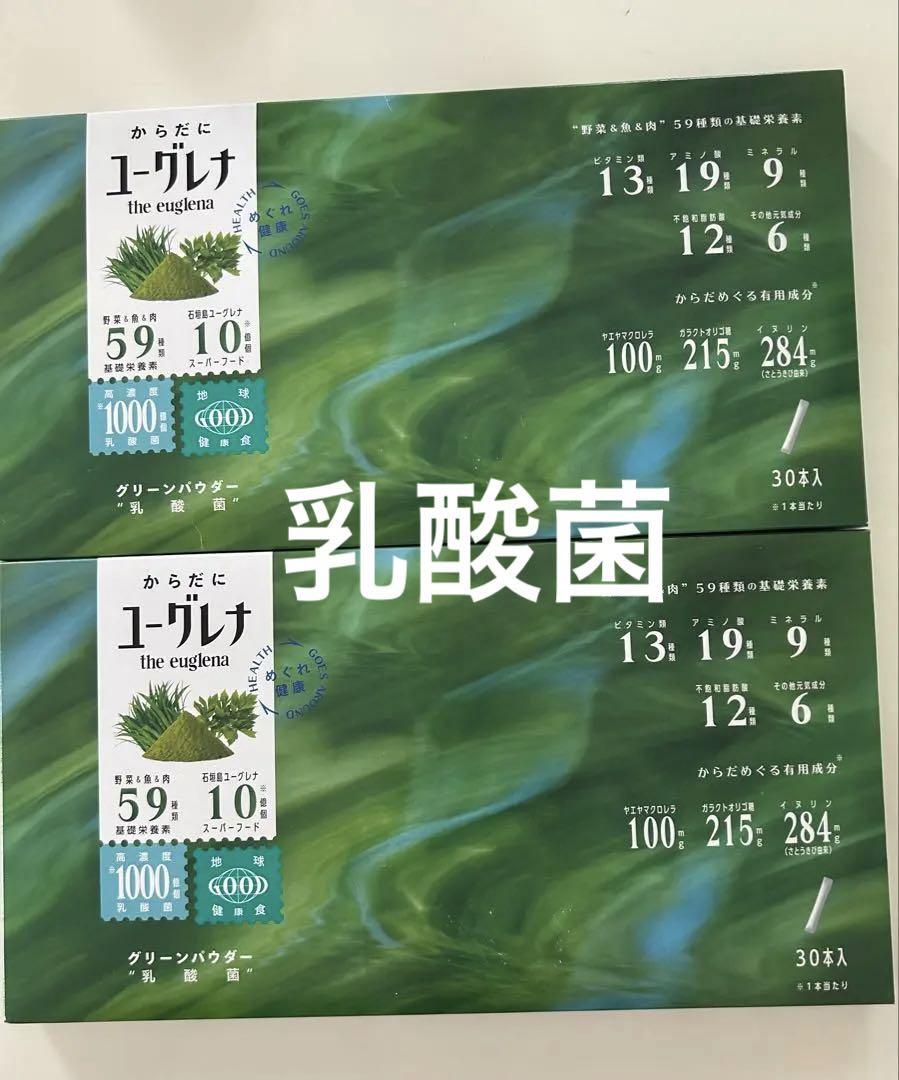 からだに
ユーグレナ
the euglena
HEALTH GOES AROUND
めぐれ
健康
野菜&魚&肉 石垣島ユーグレナ
59種類 10億個※
基礎栄養素 スーパーフード
高濃度
※1000億個
乳酸菌
地球
GOOD
健康食
グリーンパウダー
"乳酸菌"
"野菜&魚&肉" 59種類の基礎栄養素
ビタミン類 アミノ酸 ミネラル
13種類 19種類 9種類
不飽和脂肪酸 その他元気成分
12種類 6種類
からだめぐる有用成分※
ヤエヤマクロレラ ガラクトオリゴ糖 イヌリン
100mg 215mg 284mg
(さとうきび由来)
30本入
※1本当たり
乳酸菌
からだに
ユーグレナ
the euglena
HEALTH GOES AROUND
めぐれ
健康
野菜&魚&肉 石垣島ユーグレナ
59種類 10億個※
基礎栄養素 スーパーフード
高濃度
※1000億個
乳酸菌
地球
GOOD
健康食
グリーンパウダー
"乳酸菌"
肉" 59種類の基礎栄養素
ビタミン類 アミノ酸 ミネラル
13種類 19種類 9種類
不飽和脂肪酸 その他元気成分
12種類 6種類
からだめぐる有用成分※
ヤエヤマクロレラ ガラクトオリゴ糖 イヌリン
100mg 215mg 284mg
(さとうきび由来)
30本入
※1本当たり